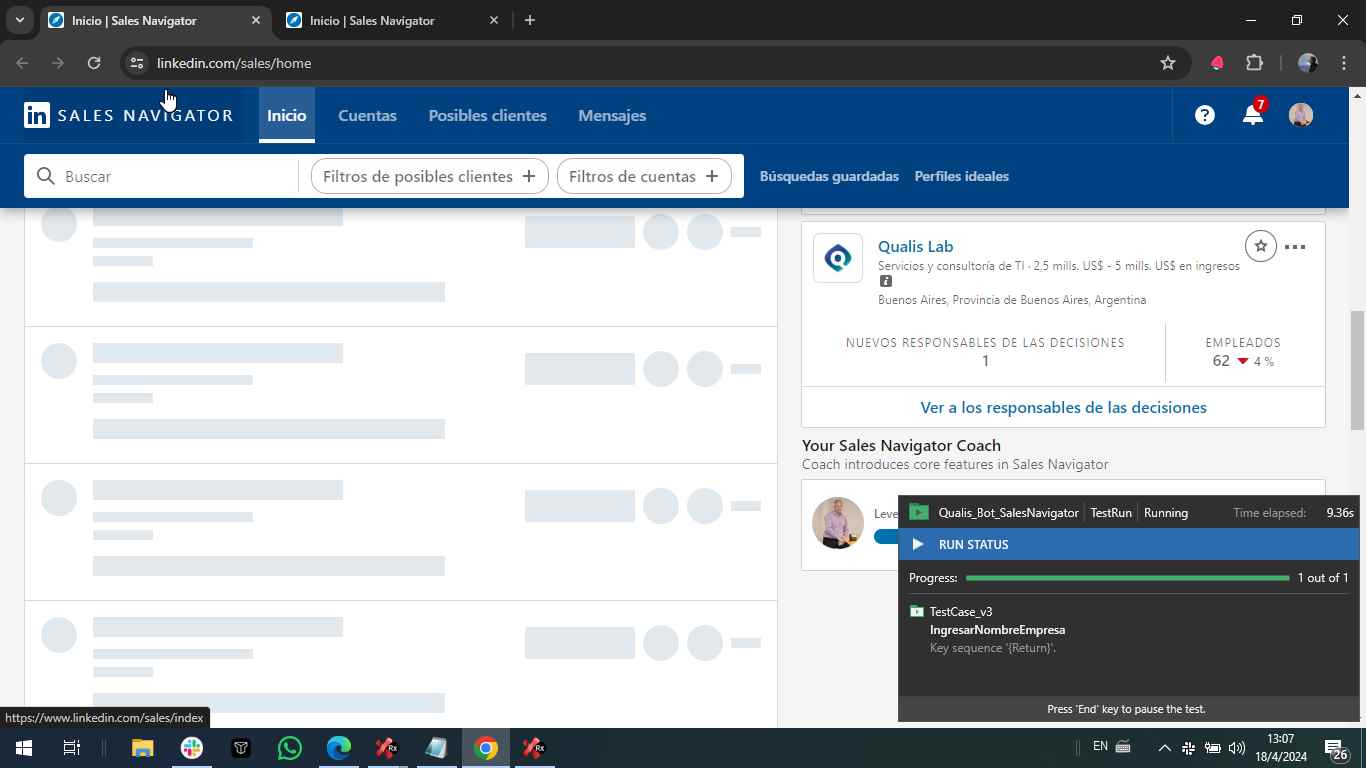 Inicio | Sales Navigator
Inicio | Sales Navigator
linkedin.com/sales/home
in SALES NAVIGATOR
Inicio
Cuentas
Posibles clientes
Mensajes
7
Buscar
Filtros de posibles clientes +
Filtros de cuentas +
Búsquedas guardadas
Perfiles ideales
Qualis Lab
Servicios y consultoría de TI - 2,5 mills. US$ - 5 mills. US$ en ingresos
Buenos Aires, Provincia de Buenos Aires, Argentina
NUEVOS RESPONSABLES DE LAS DECISIONES
1
EMPLEADOS
62 4 %
Ver a los responsables de las decisiones
Your Sales Navigator Coach
Coach introduces core features in Sales Navigator
Leve
Qualis_Bot_SalesNavigator TestRun Running Time elapsed: 9.36s
RUN STATUS
Progress: 1 out of 1
TestCase_v3
IngresarNombreEmpresa
Key sequence '{Return}'.
Press 'End' key to pause the test.
https://www.linkedin.com/sales/index
Rx
Rx
EN
13:07
18/4/2024
26